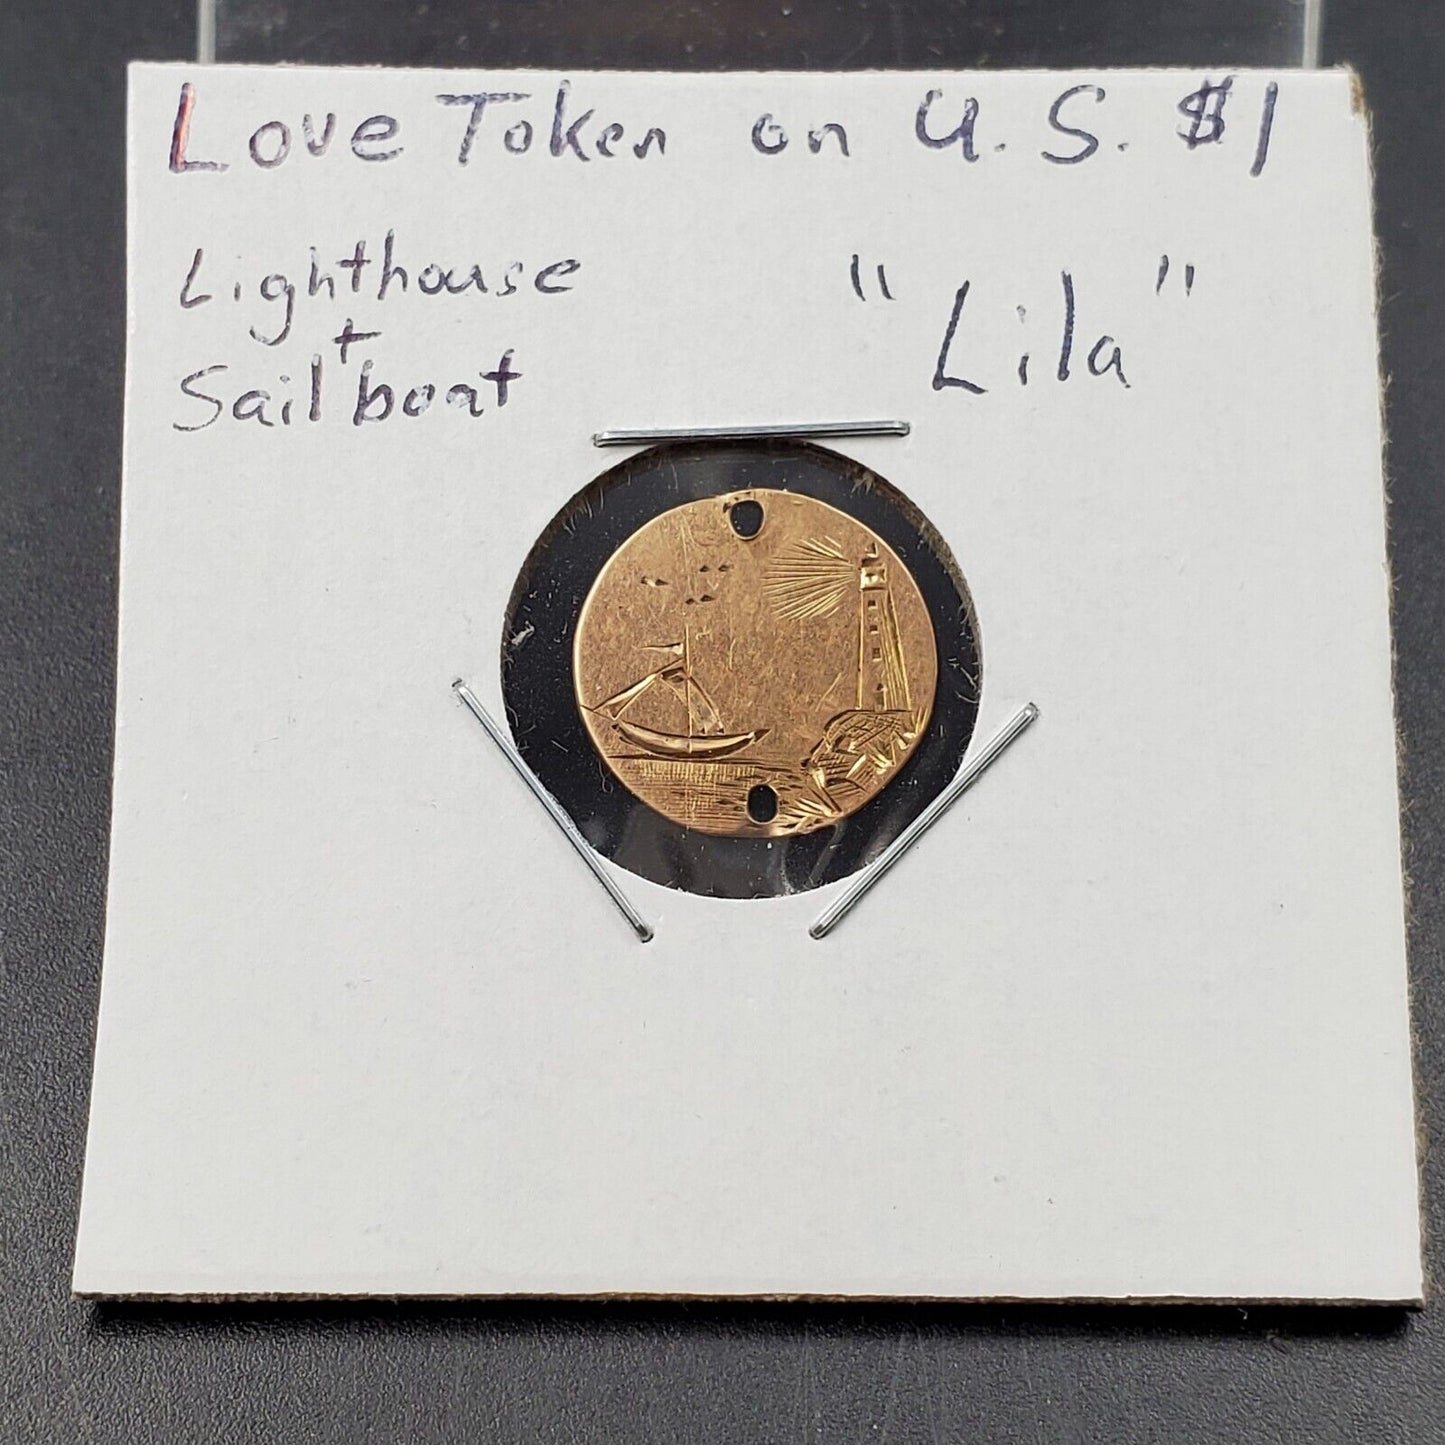 Love Token on U.S. $1
Lighthouse
+
Sailboat
"Lila"